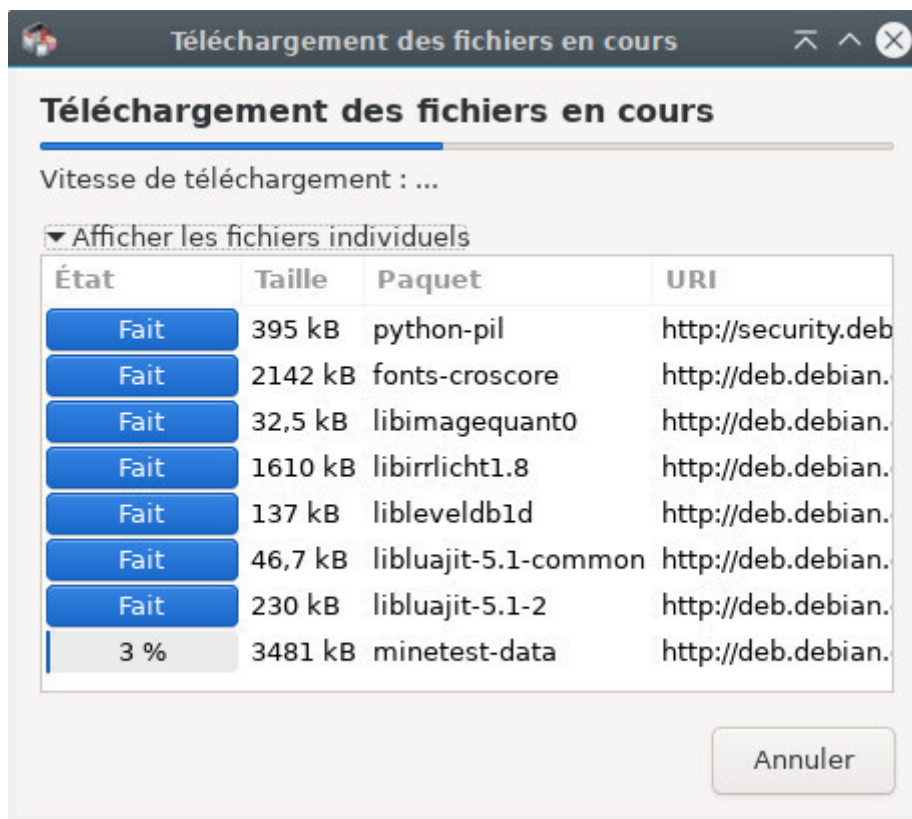 Téléchargement des fichiers en cours
Téléchargement des fichiers en cours
Vitesse de téléchargement : ...
Afficher les fichiers individuels
État Taille Paquet URI
Fait 395 kB python-pil http://security.deb
Fait 2142 kB fonts-croscore http://deb.debian.
Fait 32,5 kB libimagequant0 http://deb.debian.
Fait 1610 kB libirrlicht1.8 http://deb.debian.
Fait 137 kB libleveldb1d http://deb.debian.
Fait 46,7 kB libluajit-5.1-common http://deb.debian.
Fait 230 kB libluajit-5.1-2 http://deb.debian.
3 % 3481 kB minetest-data http://deb.debian.
Annuler